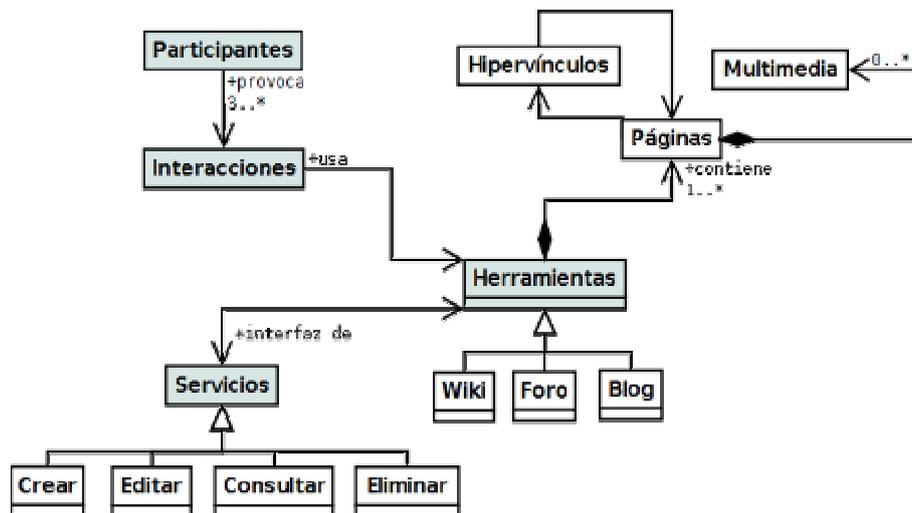 Participantes
+provoca
3..*
Interacciones
+usa
Hipervínculos
Multimedia
0..*
Páginas
+contiene
1..*
Herramientas
+interfaz de
Servicios
Wiki
Foro
Blog
Crear
Editar
Consultar
Eliminar